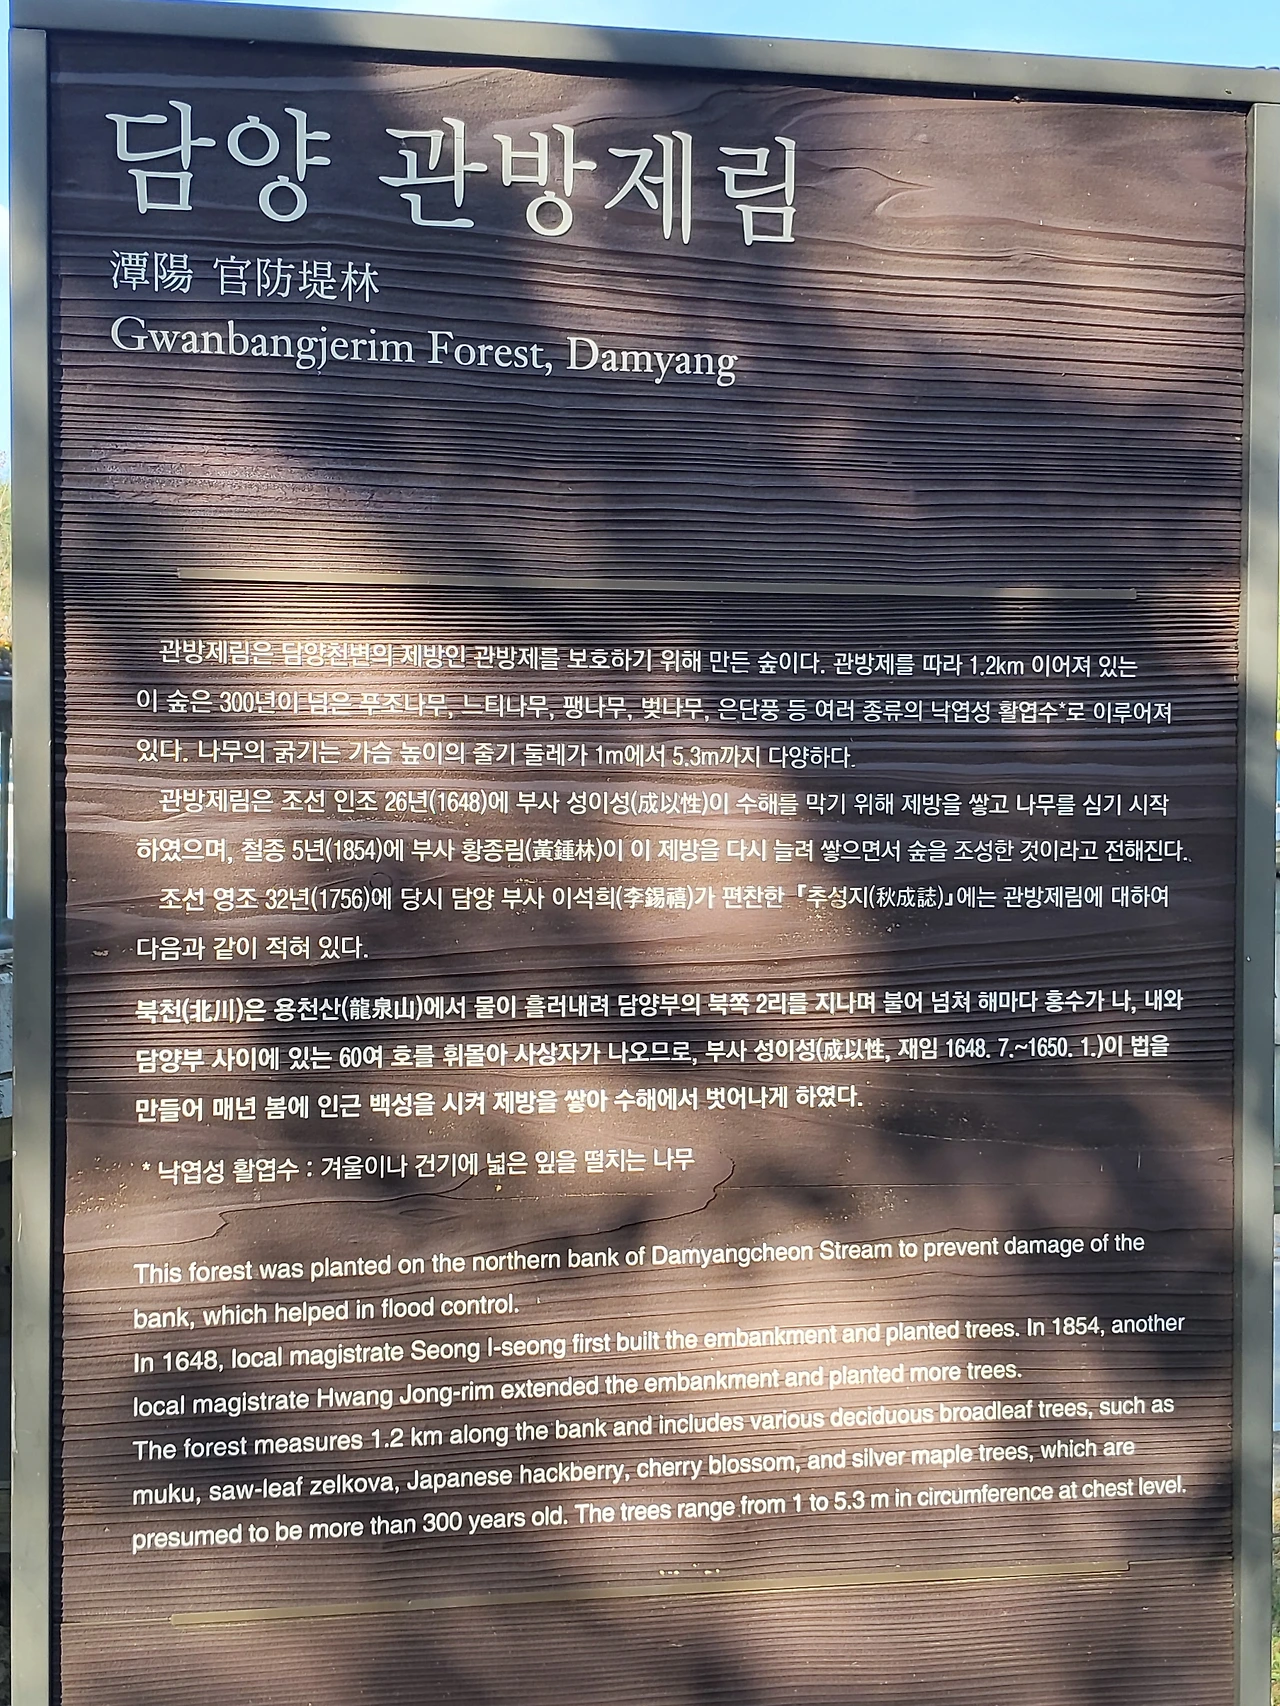 담양 관방제림
潭陽 官防堤林
Gwanbangjerim Forest, Damyang
관방제림은 담양천변의 제방인 관방제를 보호하기 위해 만든 숲이다. 관방제를 따라 1.2km 이어져 있는
이 숲은 300년이 넘은 푸조나무, 느티나무, 팽나무, 벚나무, 은단풍 등 여러 종류의 낙엽성 활엽수*로 이루어져
있다. 나무의 굵기는 가슴 높이의 줄기 둘레가 1m에서 5.3m까지 다양하다.
관방제림은 조선 인조 26년(1648)에 부사 성이성(成以性)이 수해를 막기 위해 제방을 쌓고 나무를 심기 시작
하였으며, 철종 5년(1854)에 부사 황종림(黃鍾林)이 이 제방을 다시 늘려 쌓으면서 숲을 조성한 것이라고 전해진다.
조선 영조 32년(1756)에 당시 담양 부사 이석희(李錫禧)가 편찬한 『추성지(秋成誌)』에는 관방제림에 대하여
다음과 같이 적혀 있다.
북천(北川)은 용천산(龍泉山)에서 물이 흘러내려 담양부의 북쪽 2리를 지나며 불어 넘쳐 해마다 홍수가 나, 내와
담양부 사이에 있는 60여 호를 휘몰아 사상자가 나오므로, 부사 성이성(成以性, 재임 1648. 7.~1650. 1.)이 법을
만들어 매년 봄에 인근 백성을 시켜 제방을 쌓아 수해에서 벗어나게 하였다.
* 낙엽성 활엽수 : 겨울이나 건기에 넓은 잎을 떨치는 나무
This forest was planted on the northern bank of Damyangcheon Stream to prevent damage of the
bank, which helped in flood control.
In 1648, local magistrate Seong I-seong first built the embankment and planted trees. In 1854, another
local magistrate Hwang Jong-rim extended the embankment and planted more trees.
The forest measures 1.2 km along the bank and includes various deciduous broadleaf trees, such as
muku, saw-leaf zelkova, Japanese hackberry, cherry blossom, and silver maple trees, which are
presumed to be more than 300 years old. The trees range from 1 to 5.3 m in circumference at chest level.